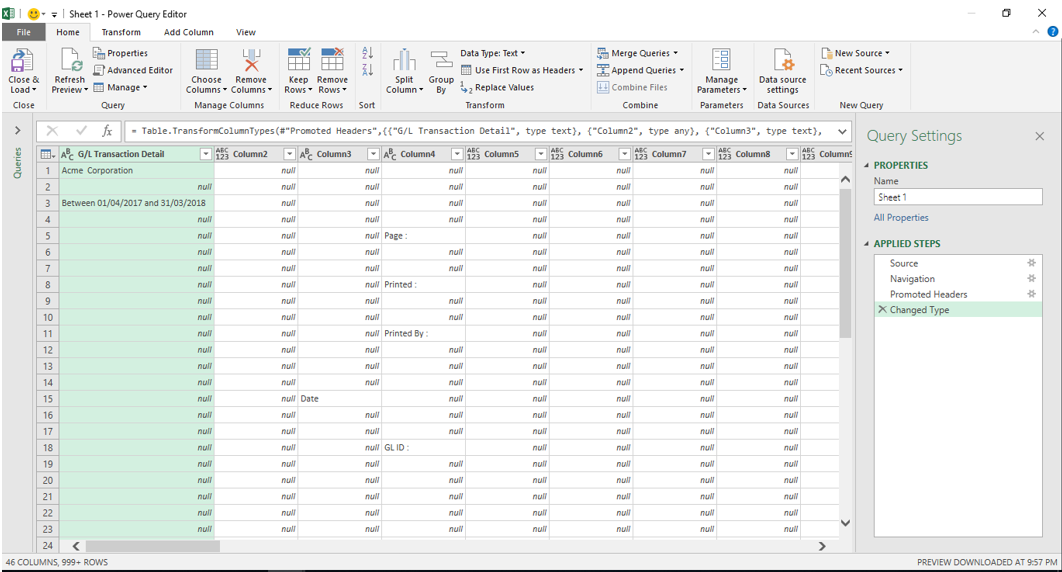 Sheet 1 - Power Query Editor
File Home Transform Add Column View
Close & Load
Refresh Preview
Properties
Advanced Editor
Manage
Choose Columns
Remove Columns
Keep Rows
Remove Rows
Split Column
Group By
Data Type: Text
Use First Row as Headers
Replace Values
Merge Queries
Append Queries
Combine Files
Manage Parameters
Data source settings
New Source
Recent Sources
Close Query Manage Columns Reduce Rows Sort Transform Combine Parameters Data Sources New Query
Queries
fx = Table.TransformColumnTypes(#"Promoted Headers",{{"G/L Transaction Detail", type text}, {"Column2", type any}, {"Column3", type text},
ABC G/L Transaction Detail ABC 123 Column2 ABC Column3 ABC Column4 ABC 123 Column5 ABC 123 Column6 ABC 123 Column7 ABC 123 Column8 ABC 123 Column9
1 Acme Corporation null null null null null null null
2 null null null null null null null null
3 Between 01/04/2017 and 31/03/2018 null null null null null null null
4 null null null null null null null null
5 null null null Page : null null null null
6 null null null null null null null null
7 null null null null null null null null
8 null null null Printed : null null null null
9 null null null null null null null null
10 null null null null null null null null
11 null null null Printed By : null null null null
12 null null null null null null null null
13 null null null null null null null null
14 null null null null null null null null
15 null null Date null null null null null
16 null null null null null null null null
17 null null null null null null null null
18 null null null GL ID : null null null null
19 null null null null null null null null
20 null null null null null null null null
21 null null null null null null null null
22 null null null null null null null null
23 null null null null null null null null
24
Query Settings
PROPERTIES
Name
Sheet 1
All Properties
APPLIED STEPS
Source
Navigation
Promoted Headers
Changed Type
46 COLUMNS, 999+ ROWS
PREVIEW DOWNLOADED AT 9:57 PM